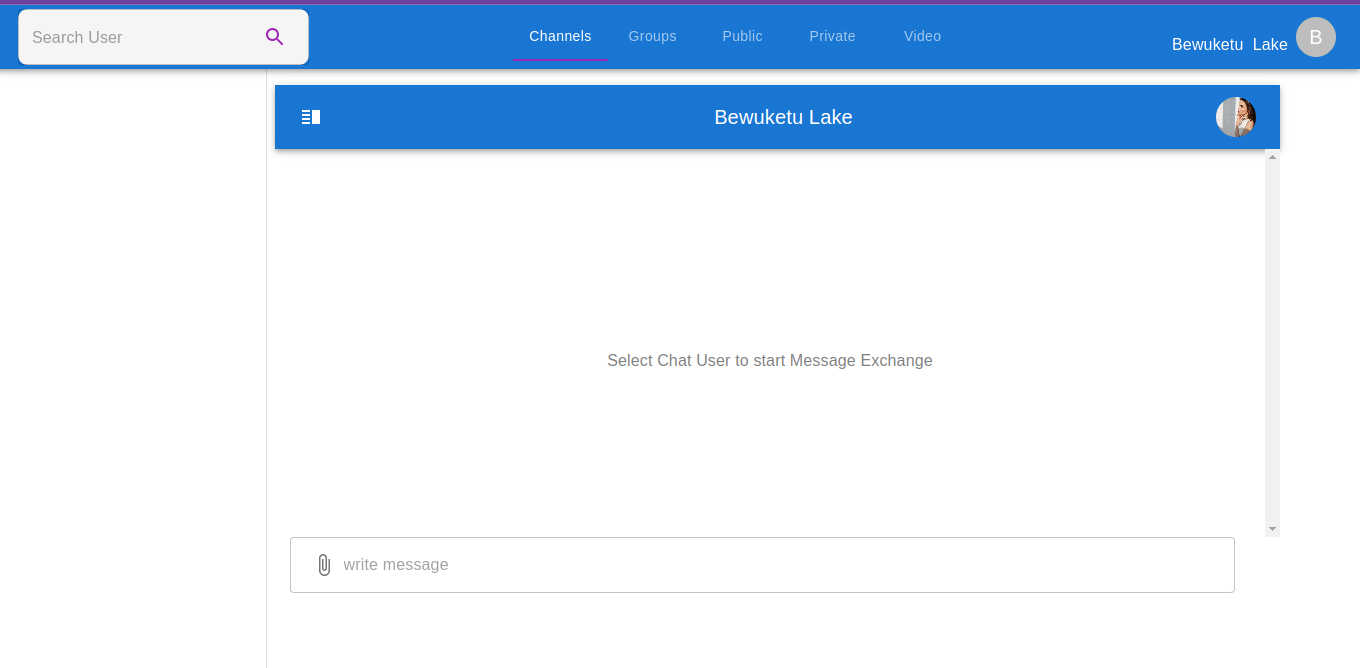 Search User
Channels Groups Public Private Video
Bewuketu Lake B
Bewuketu Lake
Select Chat User to start Message Exchange
write message